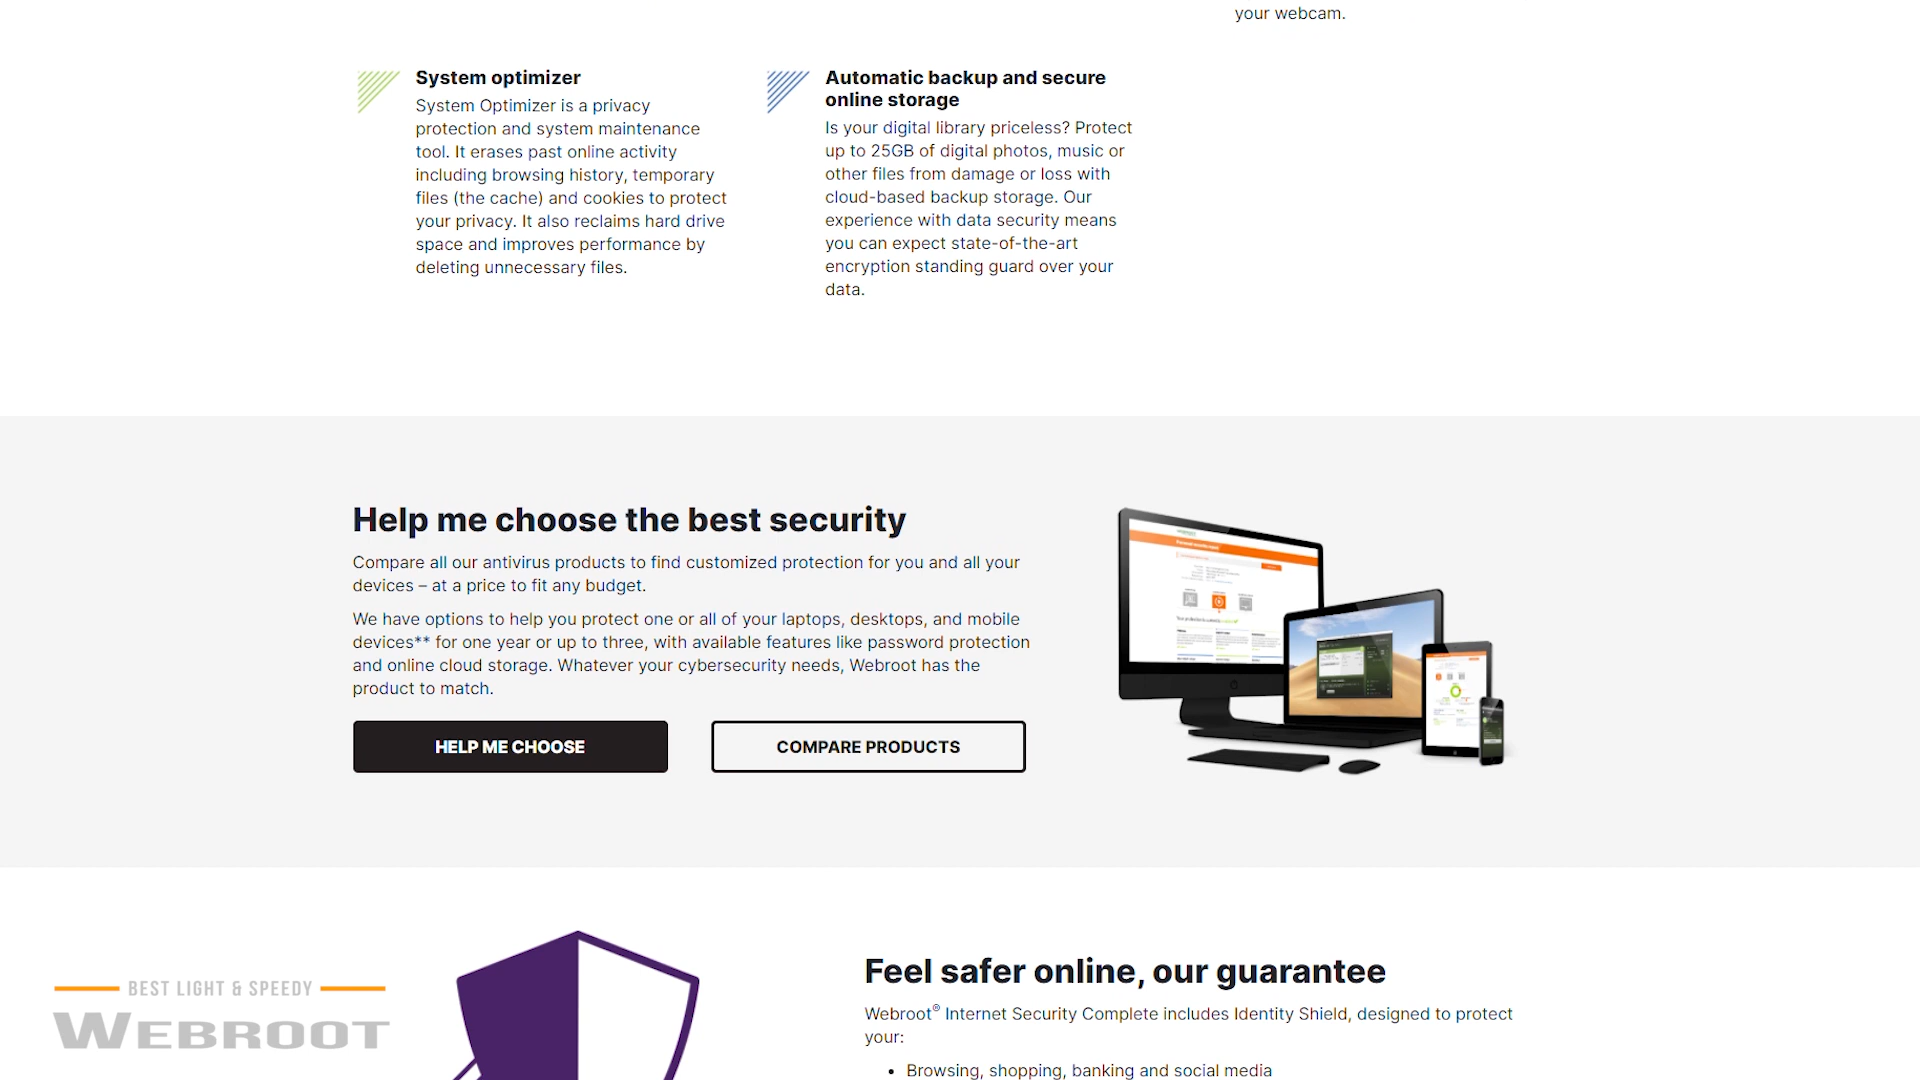 your webcam.
System optimizer
System Optimizer is a privacy
protection and system maintenance
tool. It erases past online activity
including browsing history, temporary
files (the cache) and cookies to protect
your privacy. It also reclaims hard drive
space and improves performance by
deleting unnecessary files.
Automatic backup and secure
online storage
Is your digital library priceless? Protect
up to 25GB of digital photos, music or
other files from damage or loss with
cloud-based backup storage. Our
experience with data security means
you can expect state-of-the-art
encryption standing guard over your
data.
Help me choose the best security
Compare all our antivirus products to find customized protection for you and all your
devices – at a price to fit any budget.
We have options to help you protect one or all of your laptops, desktops, and mobile
devices** for one year or up to three, with available features like password protection
and online cloud storage. Whatever your cybersecurity needs, Webroot has the
product to match.
HELP ME CHOOSE
COMPARE PRODUCTS
BEST LIGHT & SPEEDY
WEBROOT
Feel safer online, our guarantee
Webroot® Internet Security Complete includes Identity Shield, designed to protect
your:
• Browsing, shopping, banking and social media